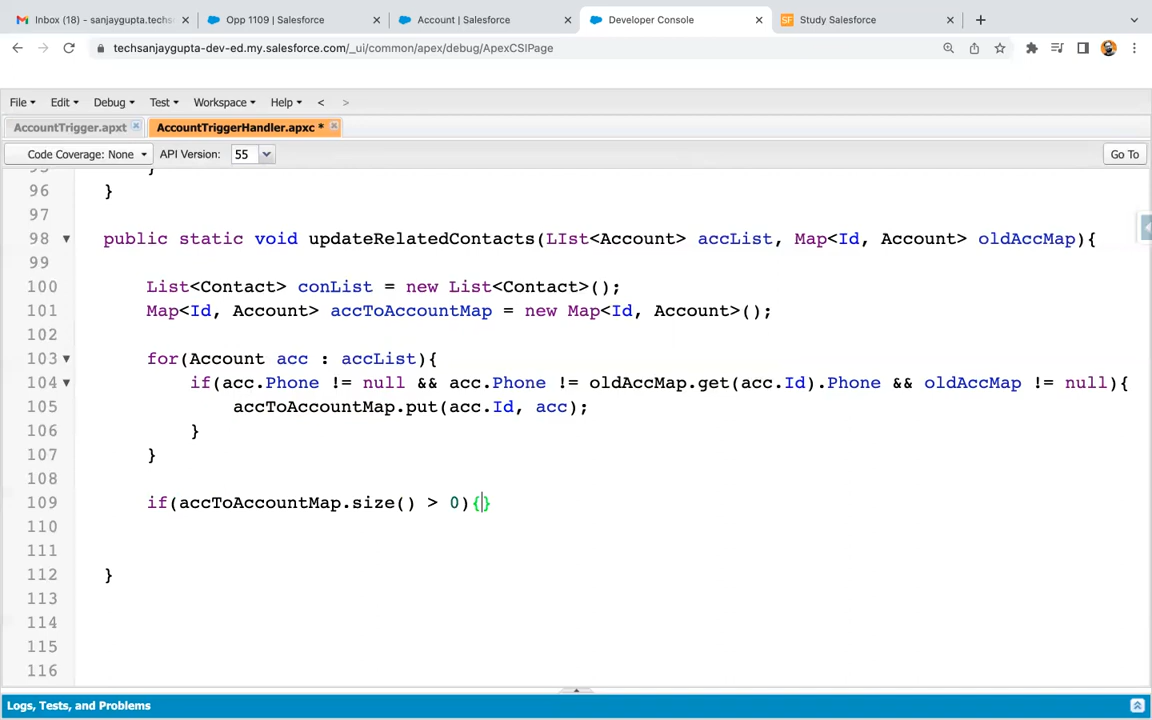 Inbox (1) - sanjaygupta.techs
Opp 1109 | Salesforce
Account | Salesforce
Developer Console
SF
Study Salesforce
techsanjaygupta-dev-ed.my.salesforce.com/_ui/common/apex/debug/ApexCSIPage
File Edit Debug Test Workspace Help < >
AccountTrigger.apxt
AccountTriggerHandler.apxc *
Code Coverage: None API Version: 55 Go To
95 }
96 }
97
98 public static void updateRelatedContacts(LIst<Account> accList, Map<Id, Account> oldAccMap){
99
100 List<Contact> conList = new List<Contact>();
101 Map<Id, Account> accToAccountMap = new Map<Id, Account>();
102
103 for(Account acc : accList){
104 if(acc.Phone != null && acc.Phone != oldAccMap.get(acc.Id).Phone && oldAccMap != null){
105 accToAccountMap.put(acc.Id, acc);
106 }
107 }
108
109 if(accToAccountMap.size() > 0){}
110
111
112 }
113
114
115
116
Logs, Tests, and Problems